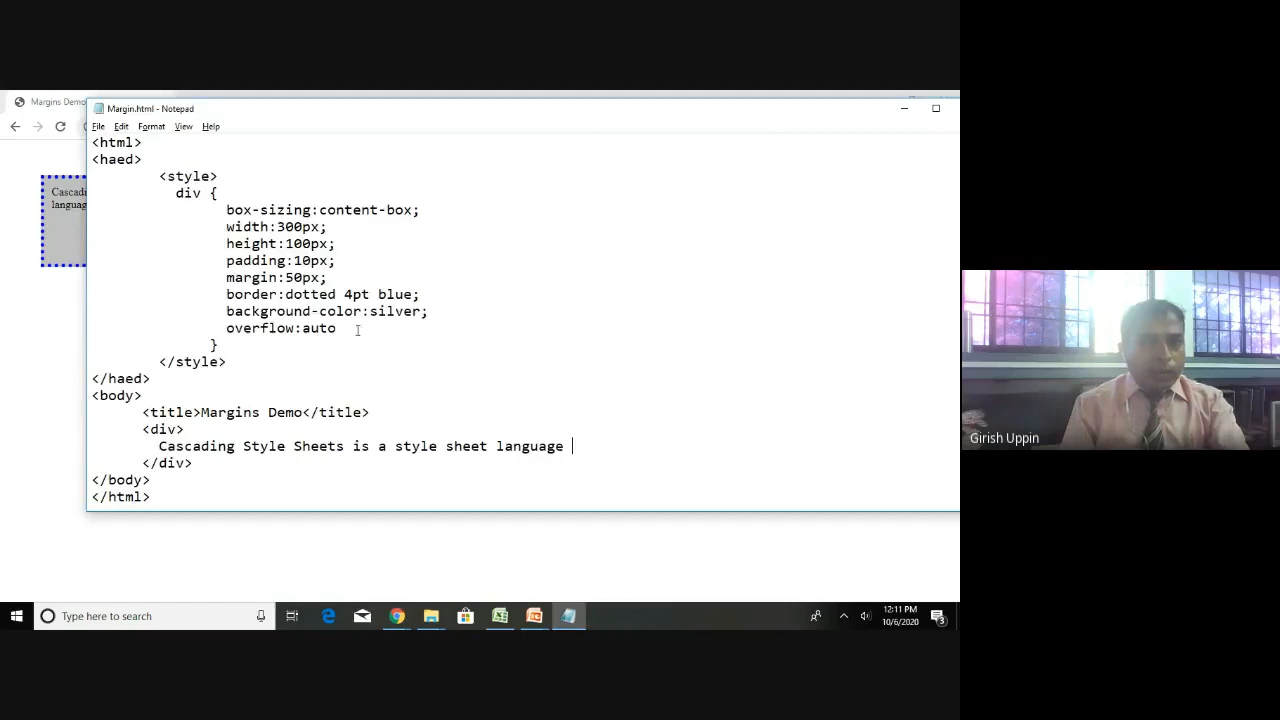 Margins Demo
Margin.html - Notepad
File Edit Format View Help
<html>
<haed>
<style>
div {
box-sizing:content-box;
width:300px;
height:100px;
padding:10px;
margin:50px;
border:dotted 4pt blue;
background-color:silver;
overflow:auto
}
</style>
</haed>
<body>
<title>Margins Demo</title>
<div>
Cascading Style Sheets is a style sheet language
</div>
</body>
</html>
Cascadi
languag
Girish Uppin
Type here to search
12:11 PM
10/6/2020
3